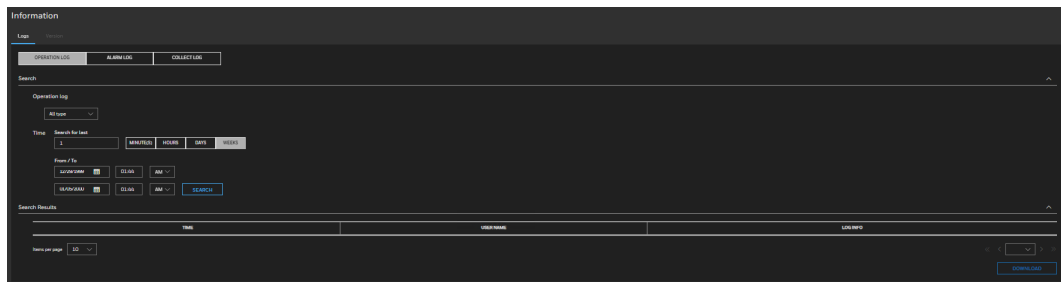 Information
Logs
OPERATION LOG ALARM LOG COLLECT LOG
Search
Operation log
All type
Time Search for last
1 MINUTE(S) HOURS DAYS WEEKS
From / To
AM
AM SEARCH
Search Results
TIME USER NAME LOG INFO
Items per page 10
DOWNLOAD